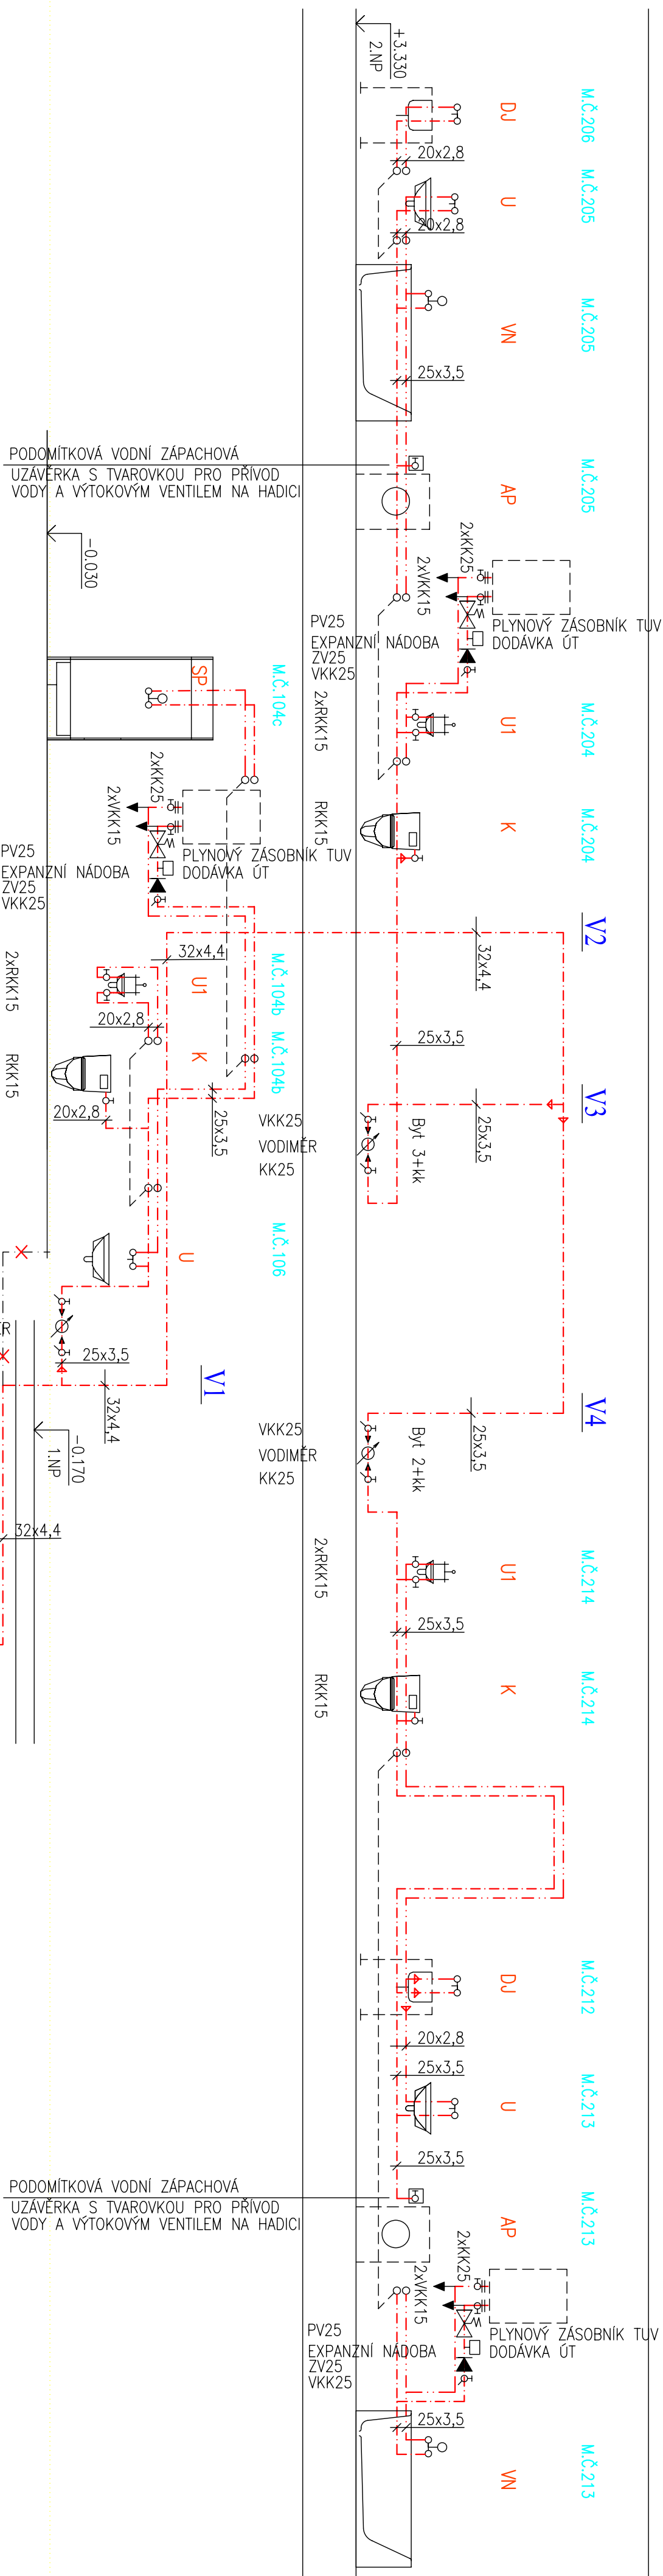 M.Č.206
M.Č.205
M.Č.205
M.Č.205
M.Č.204
M.Č.204
V2
V3
V4
M.Č.214
M.Č.214
M.Č.212
M.Č.213
M.Č.213
M.Č.213
DJ
U
VN
AP
U1
K
U1
K
DJ
U
AP
VN
+3.330
2.NP
20x2,8
20x2,8
25x3,5
2xKK25
2xVKK15
PLYNOVÝ ZÁSOBNÍK TUV
DODÁVKA ÚT
PV25
EXPANZNÍ NÁDOBA
ZV25
VKK25
2xRKK15
RKK15
32x4,4
25x3,5
25x3,5
Byt 3+kk
VKK25
VODIMĚR
KK25
25x3,5
Byt 2+kk
VKK25
VODIMĚR
KK25
2xRKK15
25x3,5
RKK15
20x2,8
25x3,5
25x3,5
2xKK25
2xVKK15
PLYNOVÝ ZÁSOBNÍK TUV
DODÁVKA ÚT
PV25
EXPANZNÍ NÁDOBA
ZV25
VKK25
25x3,5
PODOMÍTKOVÁ VODNÍ ZÁPACHOVÁ
UZÁVĚRKA S TVAROVKOU PRO PŘÍVOD
VODY A VÝTOKOVÝM VENTILEM NA HADICI
PODOMÍTKOVÁ VODNÍ ZÁPACHOVÁ
UZÁVĚRKA S TVAROVKOU PRO PŘÍVOD
VODY A VÝTOKOVÝM VENTILEM NA HADICI
-0.030
M.Č.104c
SP
2xKK25
2xVKK15
PLYNOVÝ ZÁSOBNÍK TUV
DODÁVKA ÚT
PV25
EXPANZNÍ NÁDOBA
ZV25
VKK25
M.Č.104b
M.Č.104b
32x4,4
U1
K
20x2,8
20x2,8
25x3,5
2xRKK15
RKK15
M.Č.106
U
V1
25x3,5
32x4,4
-0.170
1.NP
32x4,4